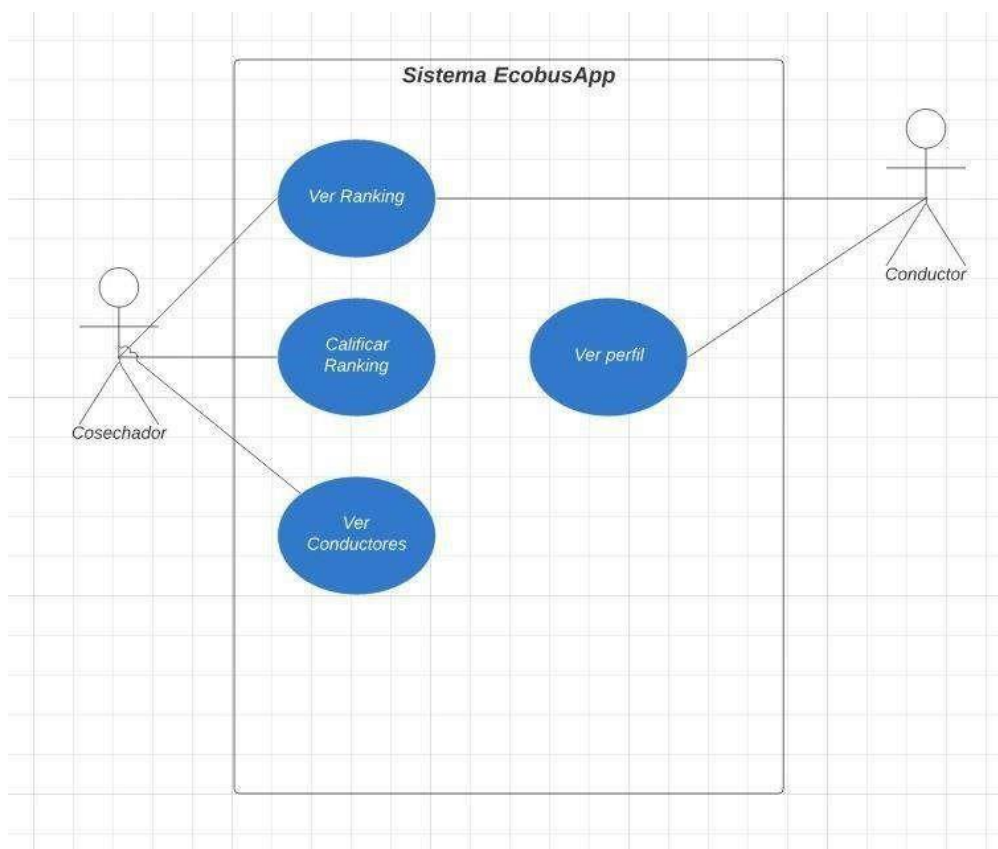 Sistema EcobusApp
Ver Ranking
Conductor
Calificar
Ranking
Ver perfil
Cosechador
Ver
Conductores